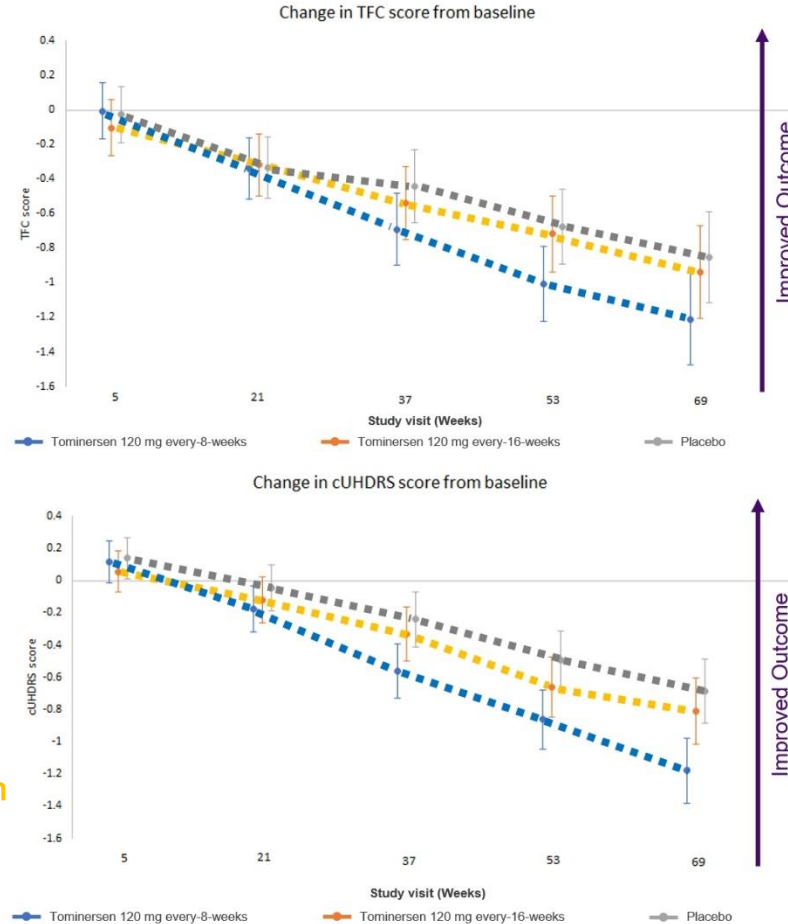 Change in TFC score from baseline
0.4
0.2
0
-0.2
-0.4
-0.6
-0.8
-1
-1.2
-1.4
-1.6
TFC score
5 21 37 53 69
Study visit (Weeks)
Tominersen 120 mg every-8-weeks Tominersen 120 mg every-16-weeks Placebo
Improved Outcome
Change in cUHDRS score from baseline
0.4
0.2
0
-0.2
-0.4
-0.6
-0.8
-1
-1.2
-1.4
-1.6
cUHDRS score
5 21 37 53 69
Study visit (Weeks)
Tominersen 120 mg every-8-weeks Tominersen 120 mg every-16-weeks Placebo
Improved Outcome